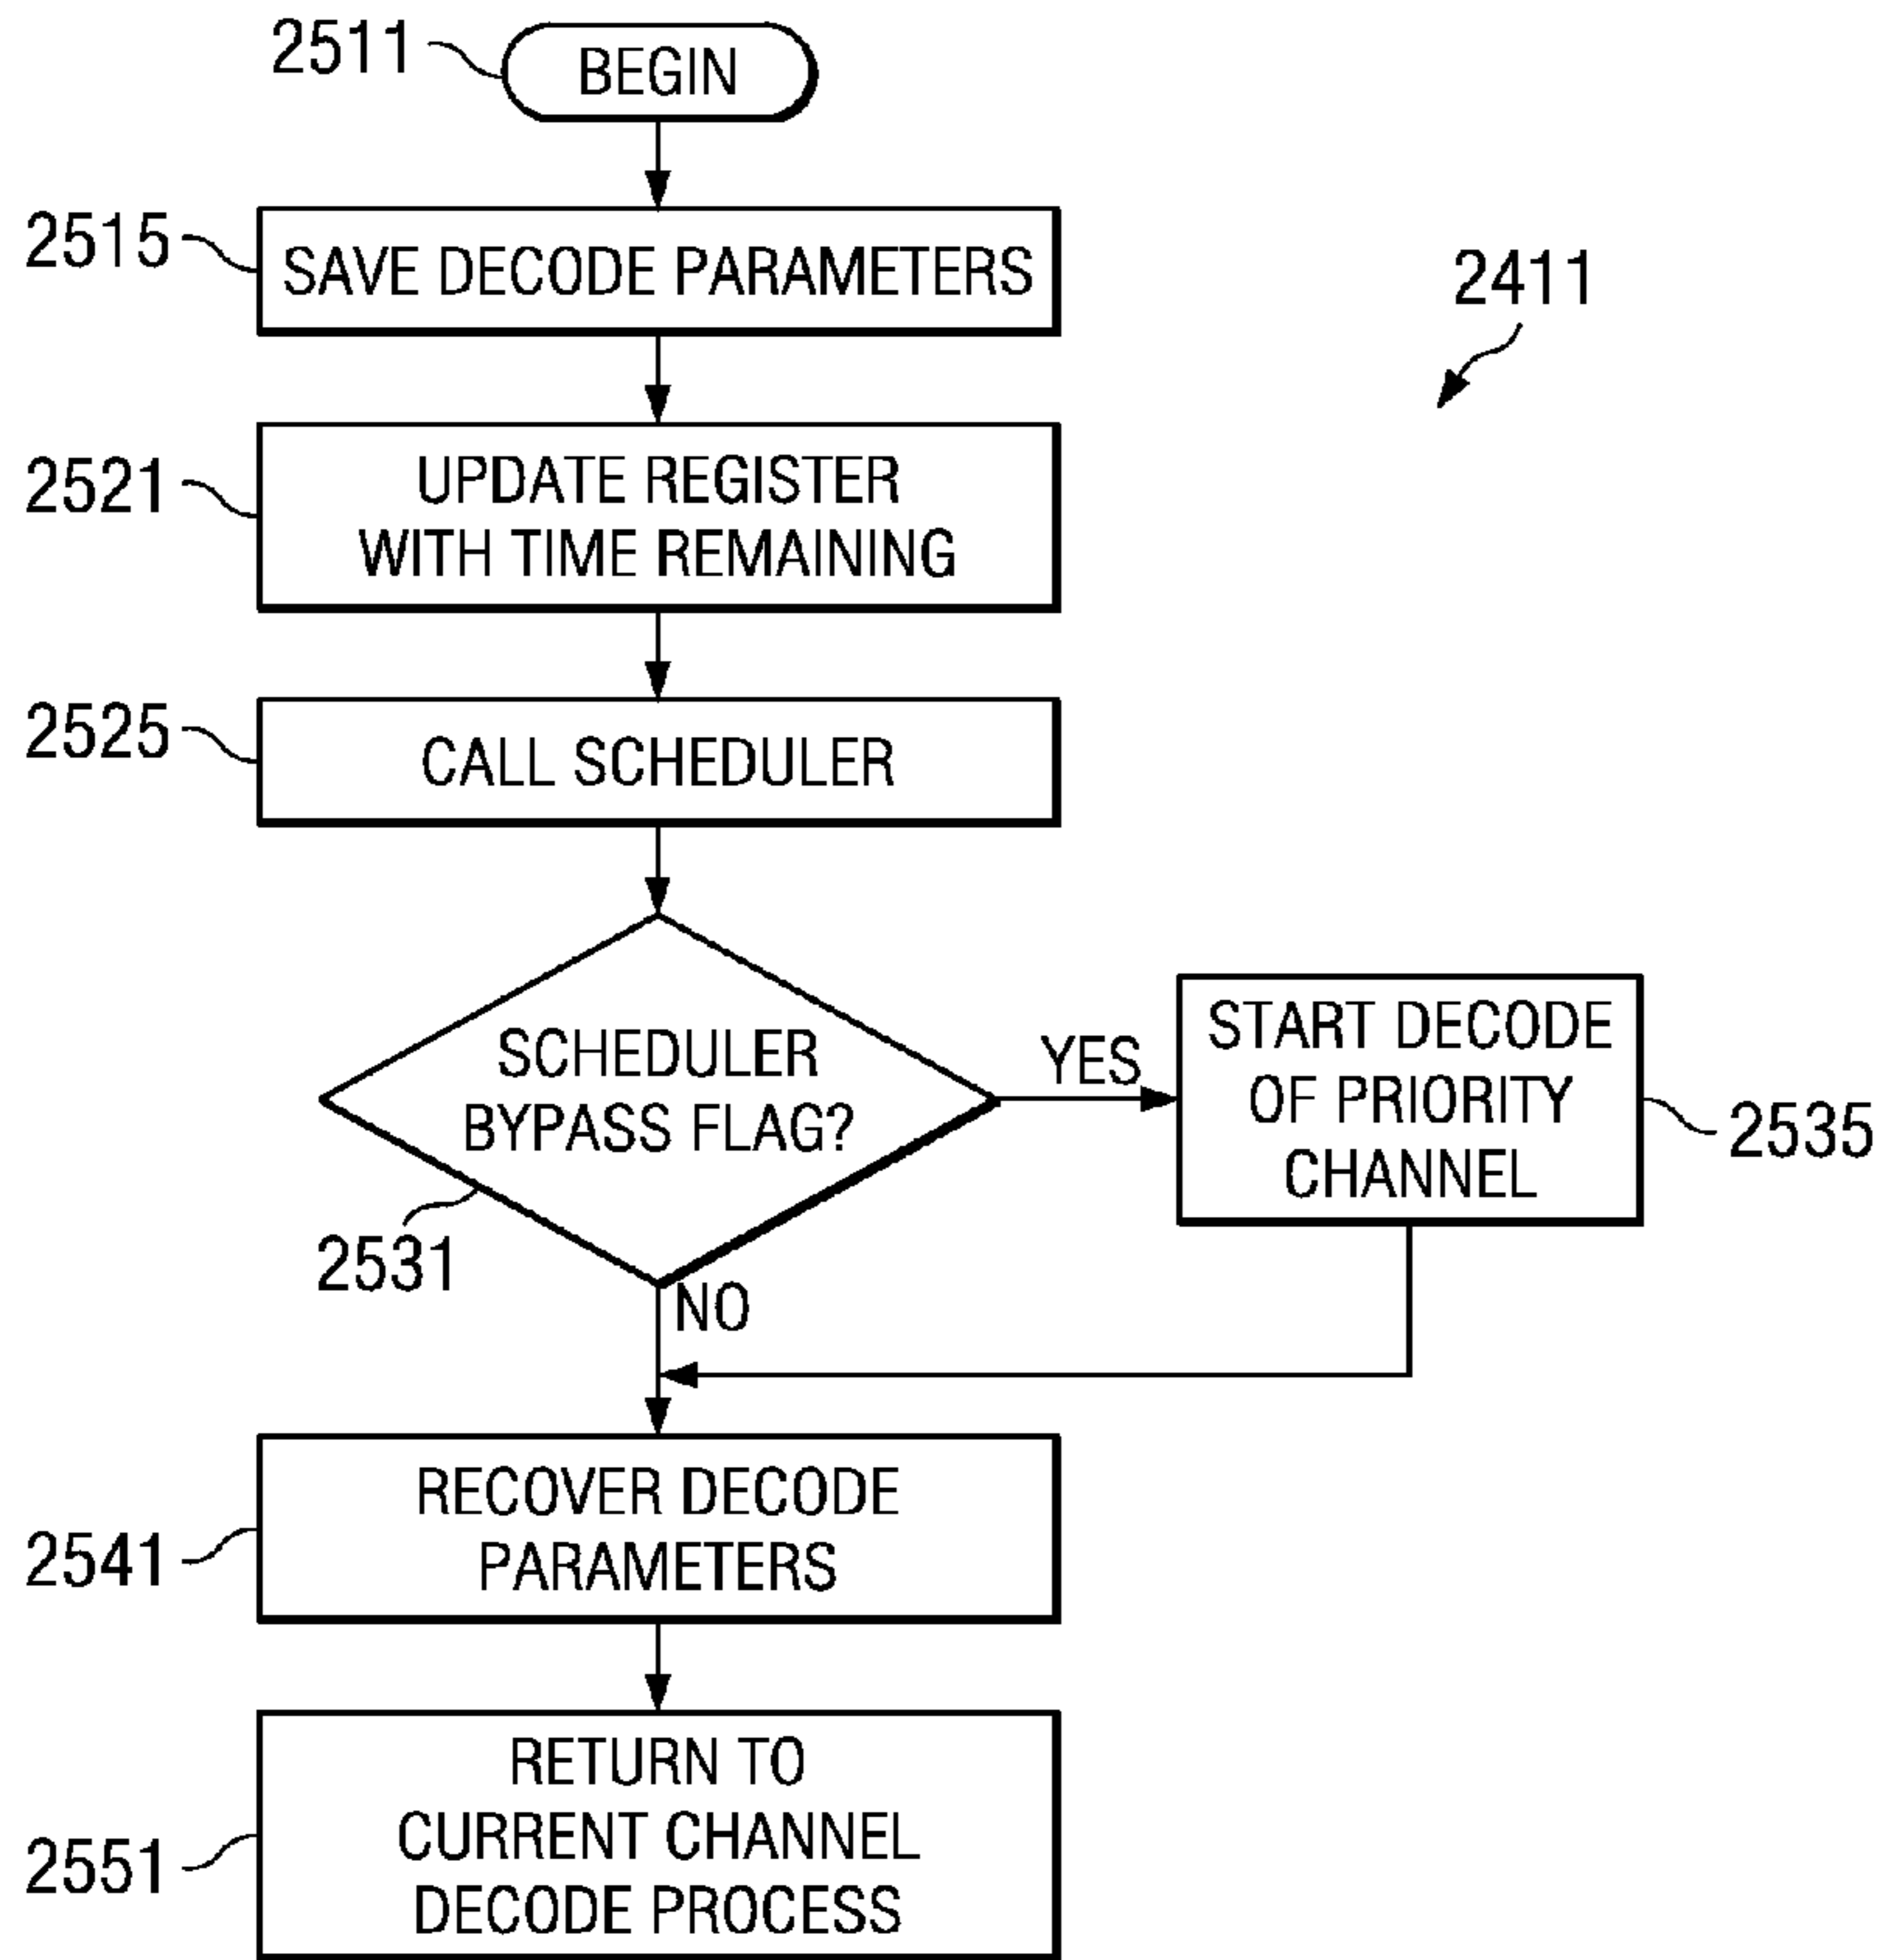 2511
BEGIN
2515
SAVE DECODE PARAMETERS
2411
2521
UPDATE REGISTER
WITH TIME REMAINING
2525
CALL SCHEDULER
SCHEDULER
BYPASS FLAG?
2531
YES
START DECODE
OF PRIORITY
CHANNEL
2535
NO
2541
RECOVER DECODE
PARAMETERS
2551
RETURN TO
CURRENT CHANNEL
DECODE PROCESS